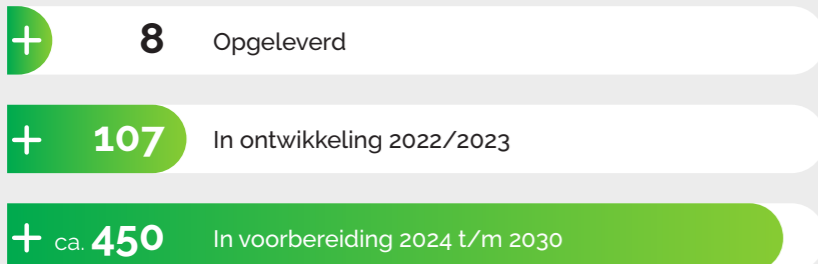 + 8 Opgeleverd
+ 107 In ontwikkeling 2022/2023
+ ca. 450 In voorbereiding 2024 t/m 2030